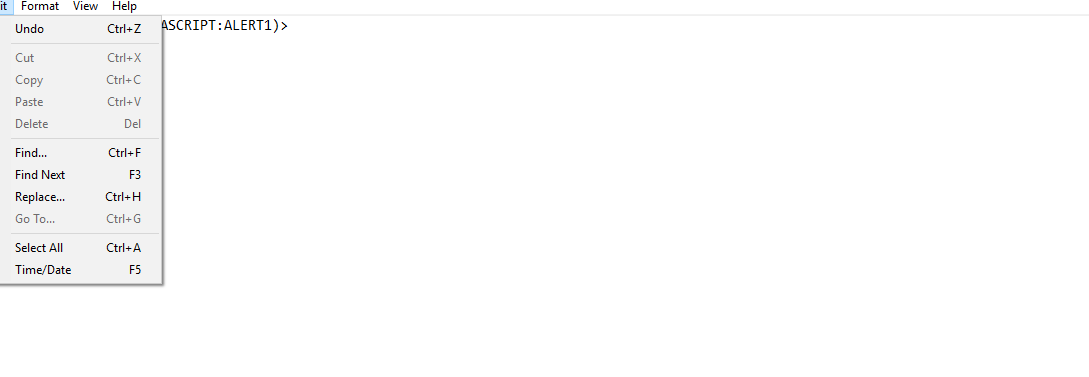 it Format View Help
Undo Ctrl+Z
ASCRIPT:ALERT1)>
Cut Ctrl+X
Copy Ctrl+C
Paste Ctrl+V
Delete Del
Find... Ctrl+F
Find Next F3
Replace... Ctrl+H
Go To... Ctrl+G
Select All Ctrl+A
Time/Date F5